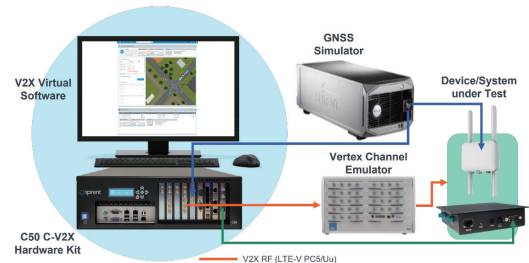 GNSS
Simulator
Device/System
under Test
V2X Virtual
Software
Vertex Channel
Emulator
spirent
C50 C-V2X
Hardware Kit
V2X RF (LTE-V PC5/Uu)